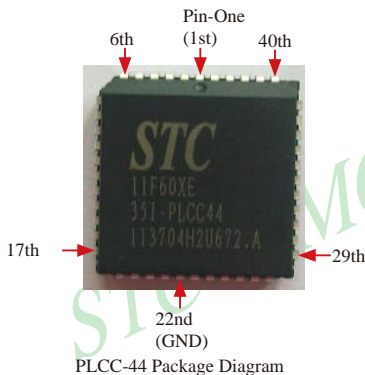 Pin-One
(1st)
6th
40th
STC
11F60XE
35I-PLCC44
113704H2U672.A
17th
29th
22nd
(GND)
PLCC-44 Package Diagram